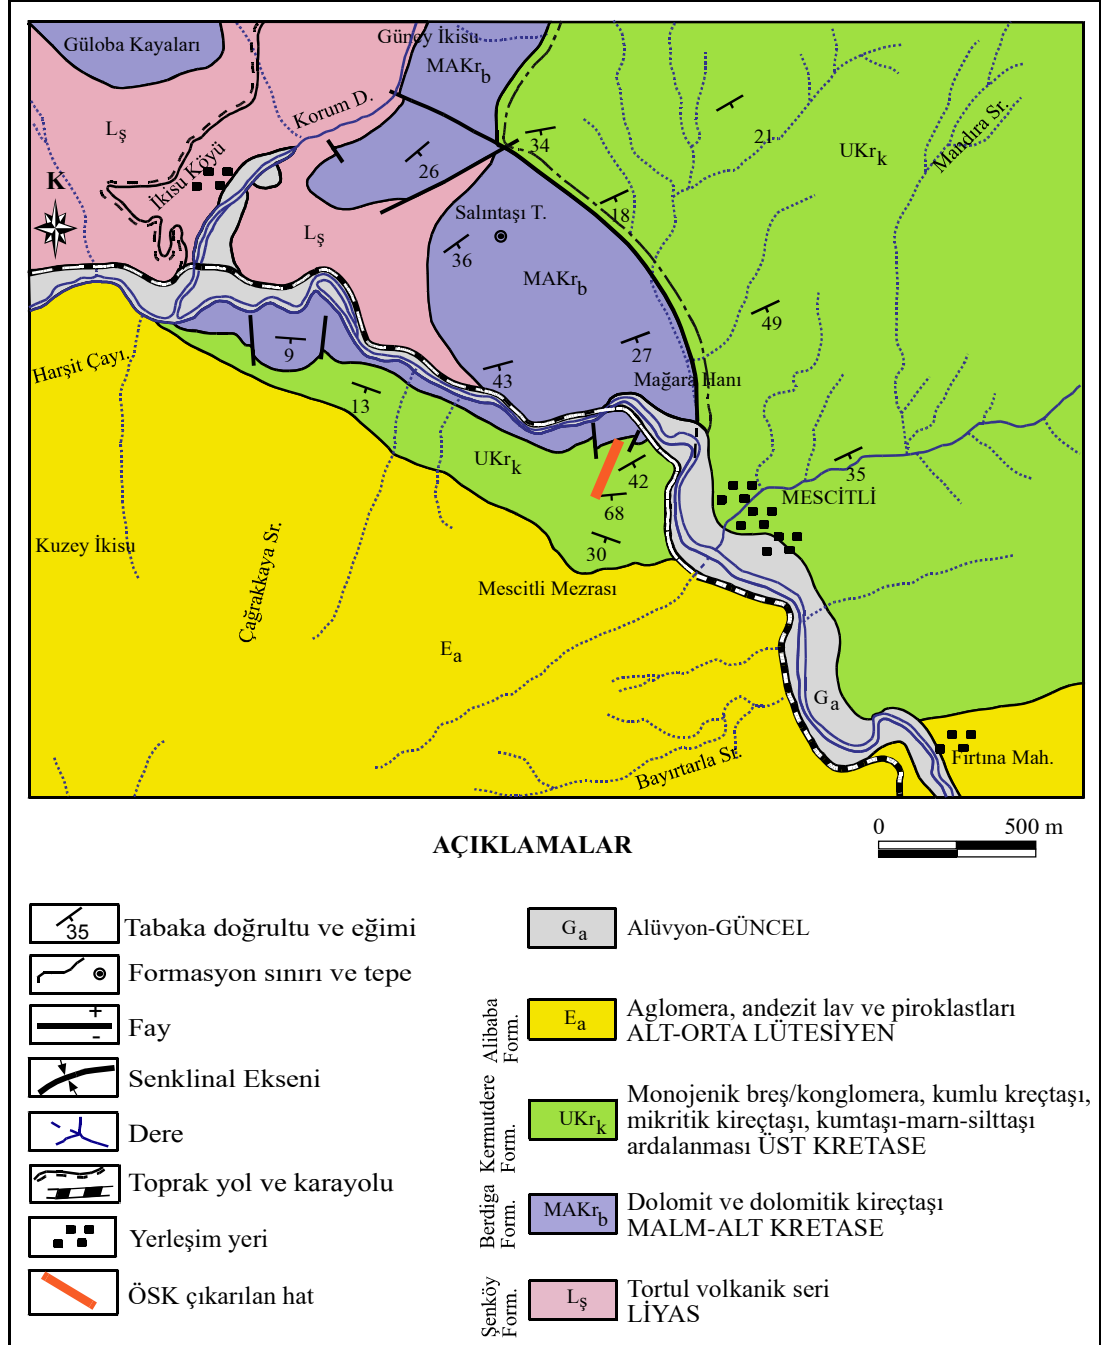 Güloba Kayaları
Güney İkisu
MAKrb
Korum D.
Lş
34
21
UKrk
Mandıra Sr.
İkisu Köyü
K
26
18
Salıntaşı T.
Lş
36
MAKrb
49
9
27
Harşit Çayı.
43
Mağara Hanı
13
UKrk
42
35
MESCİTLİ
68
Kuzey İkisu
30
Çağrakkaya Sr.
Mescitli Mezrası
Ea
Ga
Bayırtarla Sr.
Fırtına Mah.
AÇIKLAMALAR
0 500 m
35 Tabaka doğrultu ve eğimi
Formasyon sınırı ve tepe
+ - Fay
Senklinal Ekseni
Dere
Toprak yol ve karayolu
Yerleşim yeri
ÖSK çıkarılan hat
Ga Alüvyon-GÜNCEL
Alibaba
Form.
Ea
Aglomera, andezit lav ve piroklastları
ALT-ORTA LÜTESİYEN
Kermutdere
Form.
UKrk
Monojenik breş/konglomera, kumlu kreçtaşı,
mikritik kireçtaşı, kumtaşı-marn-silttaşı
ardalanması ÜST KRETASE
Berdiga
Form.
MAKrb
Dolomit ve dolomitik kireçtaşı
MALM-ALT KRETASE
Şenköy
Form.
Lş
Tortul volkanik seri
LİYAS